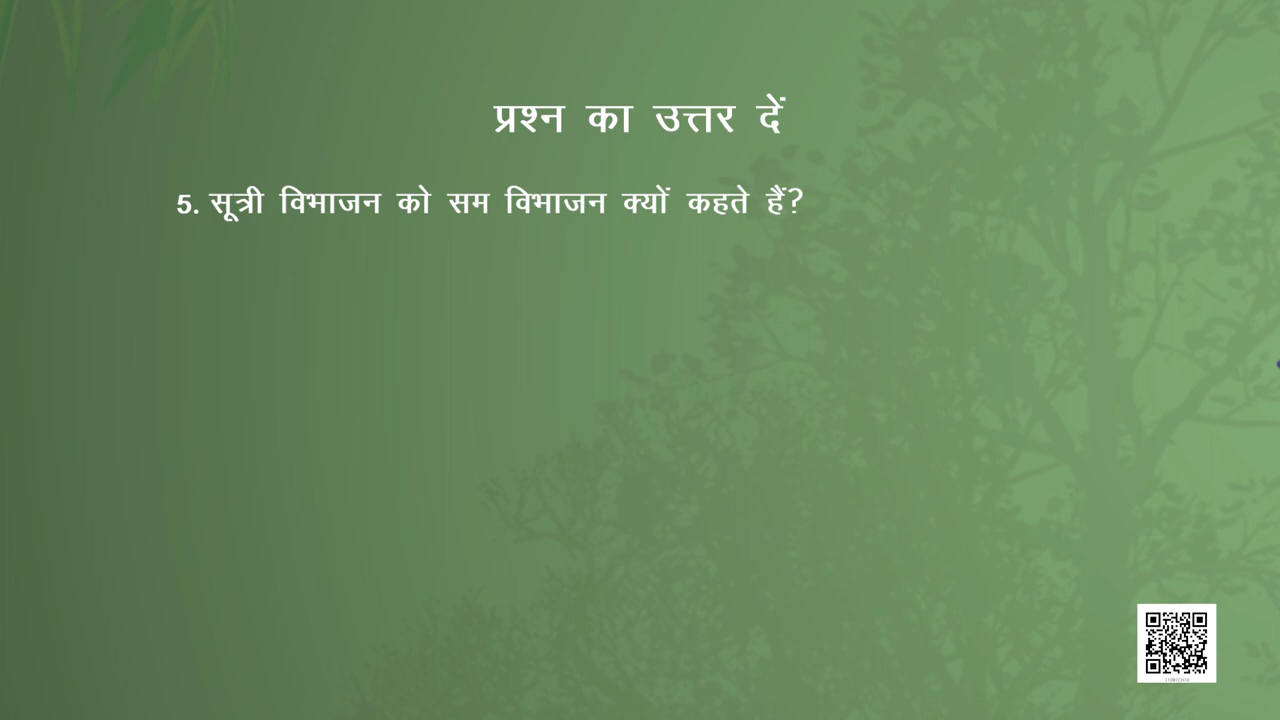 प्रश्न का उत्तर दें
5. सूत्री विभाजन को सम विभाजन क्यों कहते हैं?